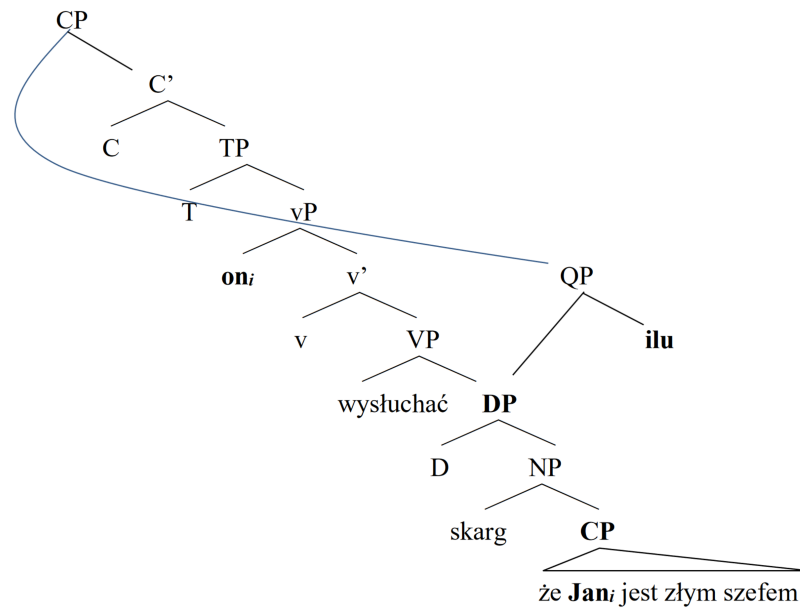 CP
C’
C TP
T vP
onᵢ v’ QP
v VP ilu
wysłuchać DP
D NP
skarg CP
że Janᵢ jest złym szefem